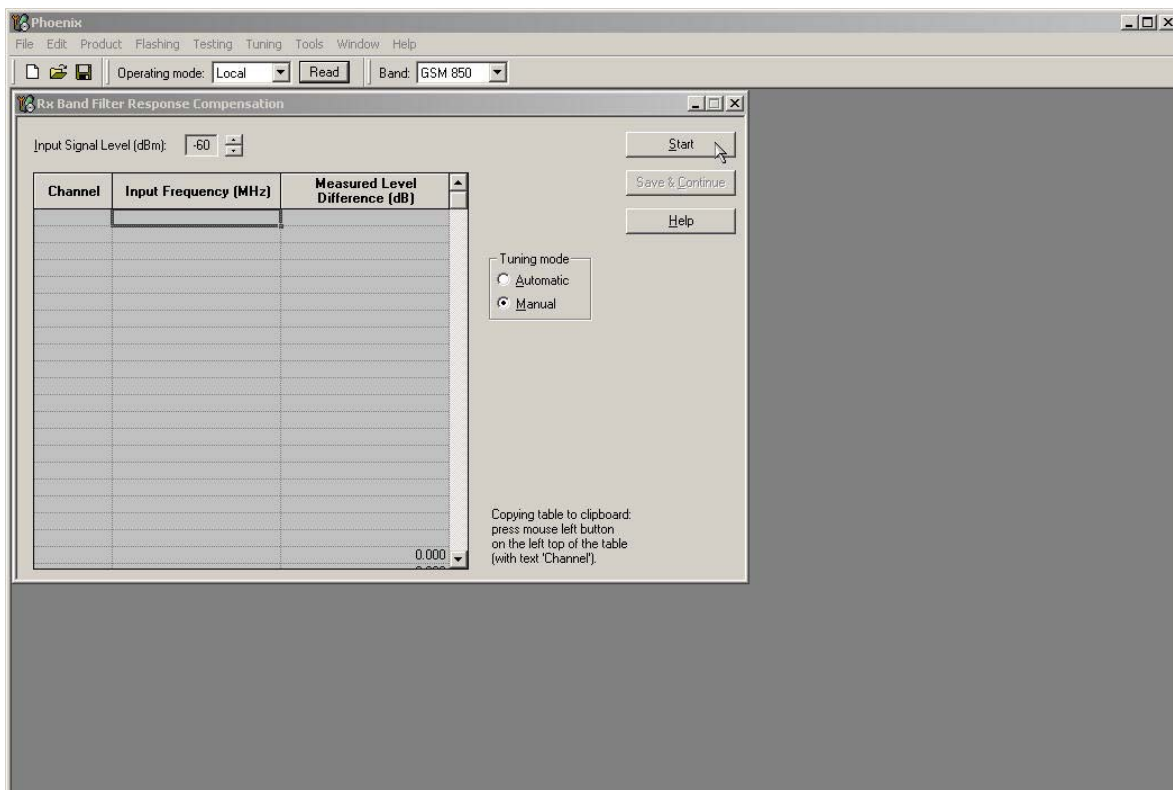 Phoenix
File Edit Product Flashing Testing Tuning Tools Window Help
Operating mode: Local Read Band: GSM 850
Rx Band Filter Response Compensation
Input Signal Level (dBm): -60
Start
Channel Input Frequency (MHz) Measured Level Difference (dB)
Save & Continue
Help
Tuning mode
Automatic
Manual
Copying table to clipboard:
press mouse left button
on the left top of the table
(with text 'Channel').
0.000